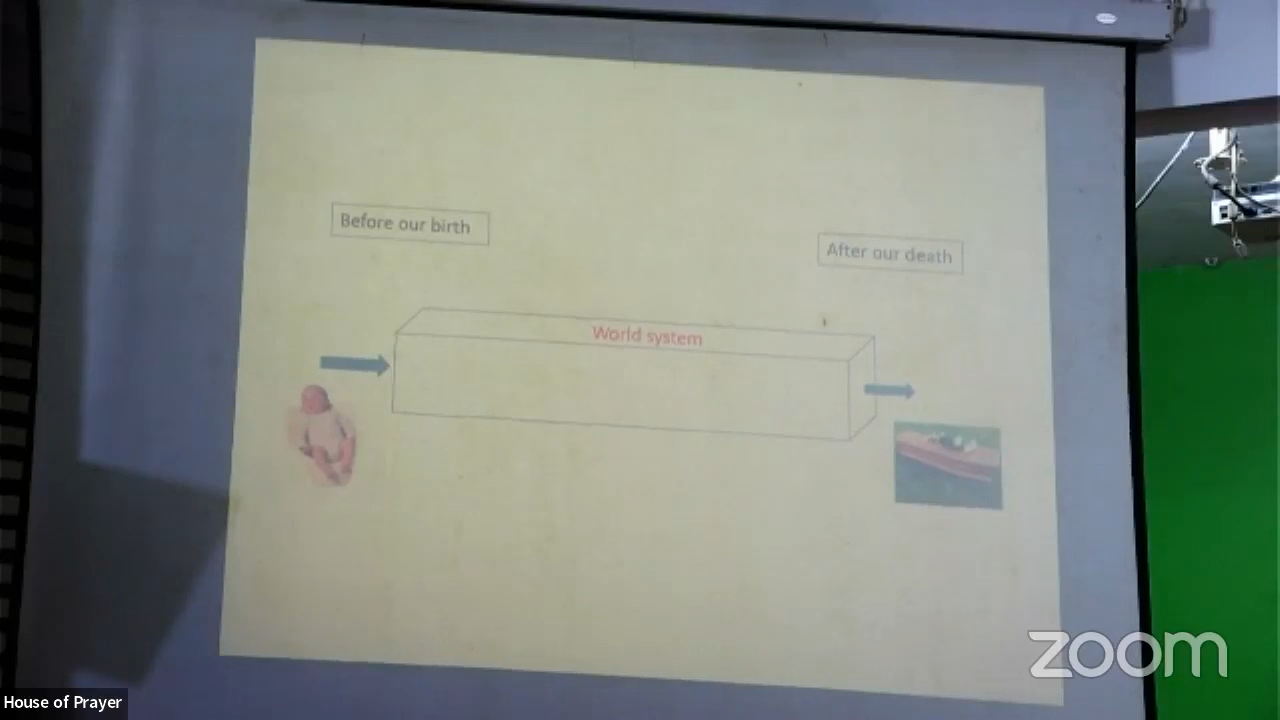 Before our birth
After our death
World system
zoom
House of Prayer